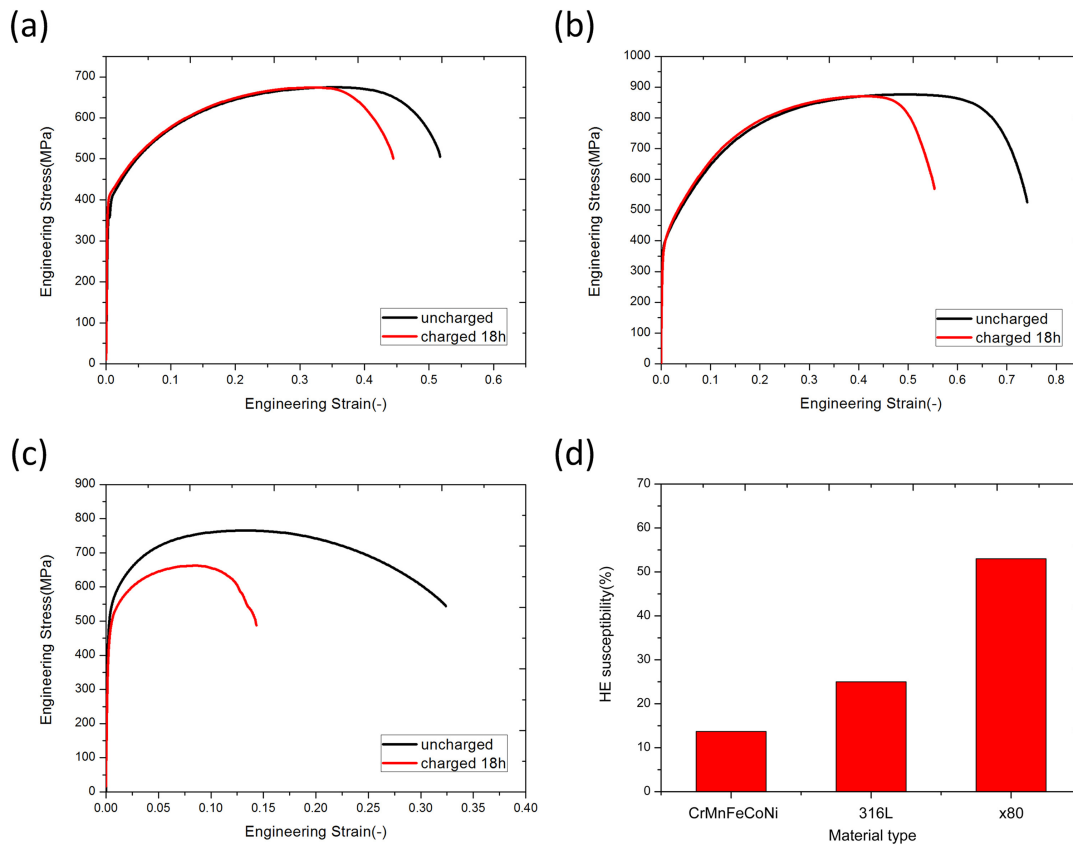 (a)
700
600
500
400
300
200
100
0
Engineering Stress(MPa)
uncharged
charged 18h
0.0 0.1 0.2 0.3 0.4 0.5 0.6
Engineering Strain(-)
(b)
1000
900
800
700
600
500
400
300
200
100
0
Engineering Stress(MPa)
uncharged
charged 18h
0.0 0.1 0.2 0.3 0.4 0.5 0.6 0.7 0.8
Engineering Strain(-)
(c)
900
800
700
600
500
400
300
200
100
0
Engineering Stress(MPa)
uncharged
charged 18h
0.00 0.05 0.10 0.15 0.20 0.25 0.30 0.35 0.40
Engineering Strain(-)
(d)
70
60
50
40
30
20
10
0
HE susceptibility(%)
CrMnFeCoNi 316L x80
Material type